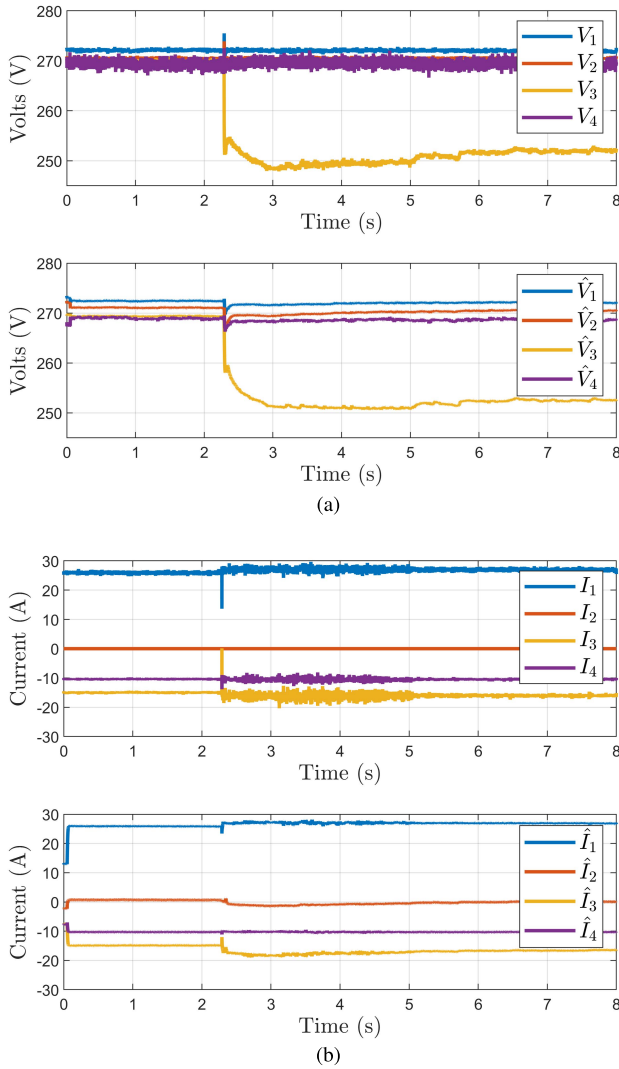 280
270
260
250
Volts (V)
0 1 2 3 4 5 6 7 8
Time (s)
V₁
V₂
V₃
V₄
280
270
260
250
Volts (V)
0 1 2 3 4 5 6 7 8
Time (s)
V̂₁
V̂₂
V̂₃
V̂₄
(a)
30
20
10
0
-10
-20
-30
Current (A)
0 1 2 3 4 5 6 7 8
Time (s)
I₁
I₂
I₃
I₄
30
20
10
0
-10
-20
-30
Current (A)
0 1 2 3 4 5 6 7 8
Time (s)
Î₁
Î₂
Î₃
Î₄
(b)